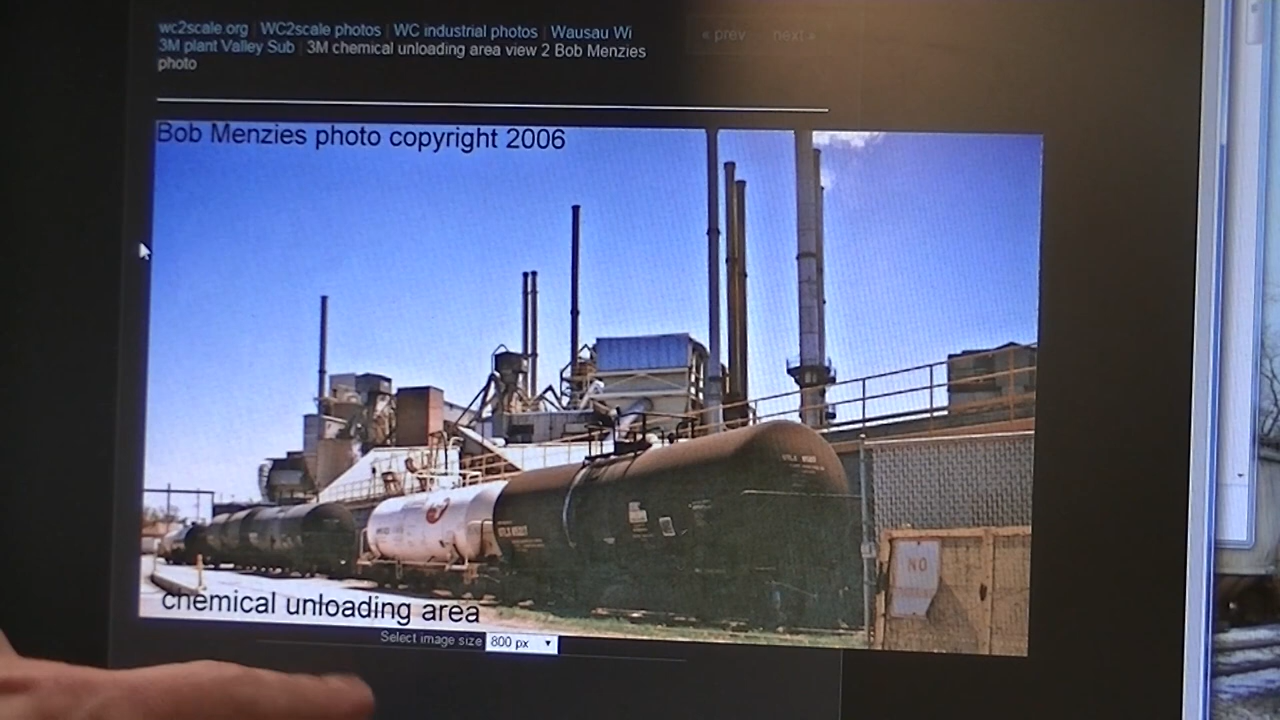 wc2scale.org | WC2scale photos | WC industrial photos | Wausau Wi
3M plant Valley Sub | 3M chemical unloading area view 2 Bob Menzies
photo
« prev next »
Bob Menzies photo copyright 2006
NO
chemical unloading area
Select image size 800 px